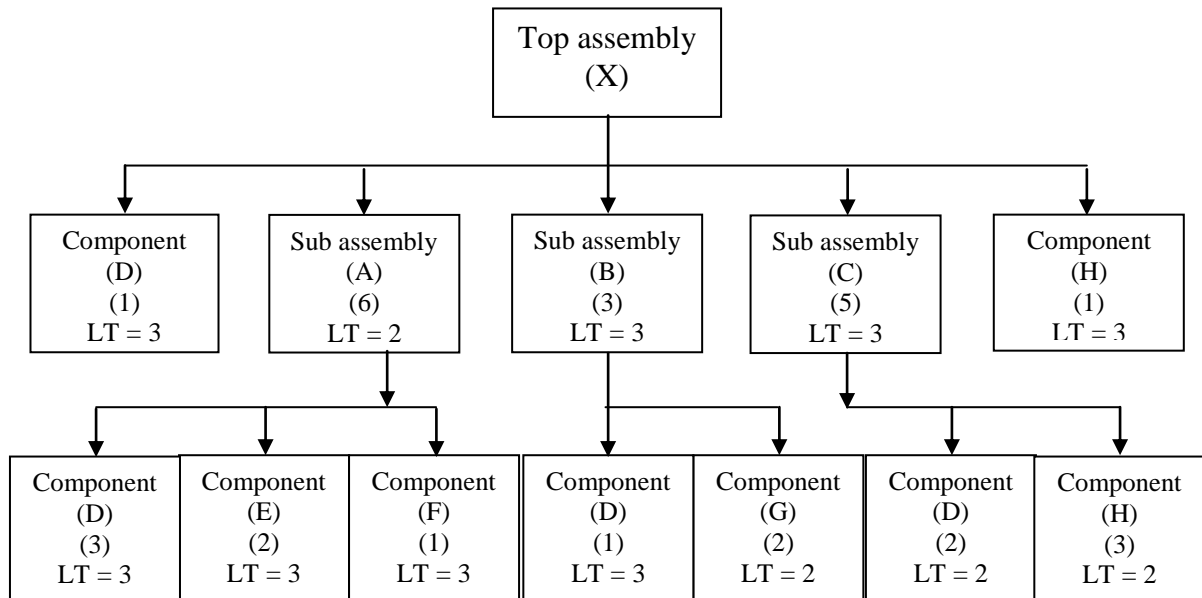 Top assembly
(X)
Component
(D)
(1)
LT = 3
Sub assembly
(A)
(6)
LT = 2
Sub assembly
(B)
(3)
LT = 3
Sub assembly
(C)
(5)
LT = 3
Component
(H)
(1)
LT = 3
Component
(D)
(3)
LT = 3
Component
(E)
(2)
LT = 3
Component
(F)
(1)
LT = 3
Component
(D)
(1)
LT = 3
Component
(G)
(2)
LT = 2
Component
(D)
(2)
LT = 2
Component
(H)
(3)
LT = 2